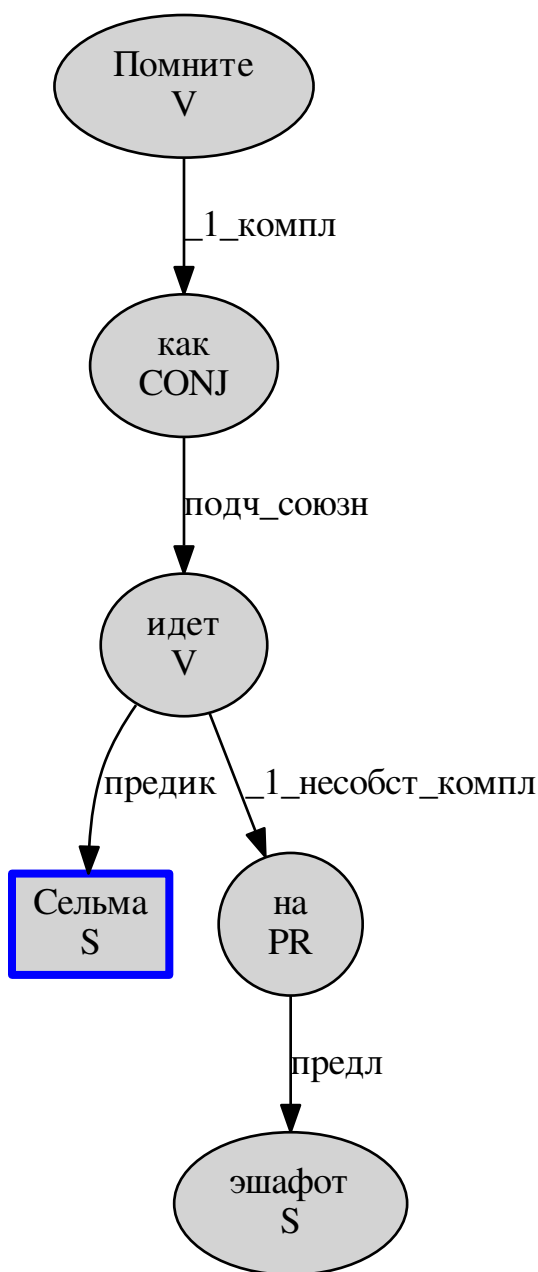 Помните
V
_1_компл
как
CONJ
подч_союзн
идет
V
предик
_1_несобст_компл
Сельма
S
на
PR
предл
эшафот
S